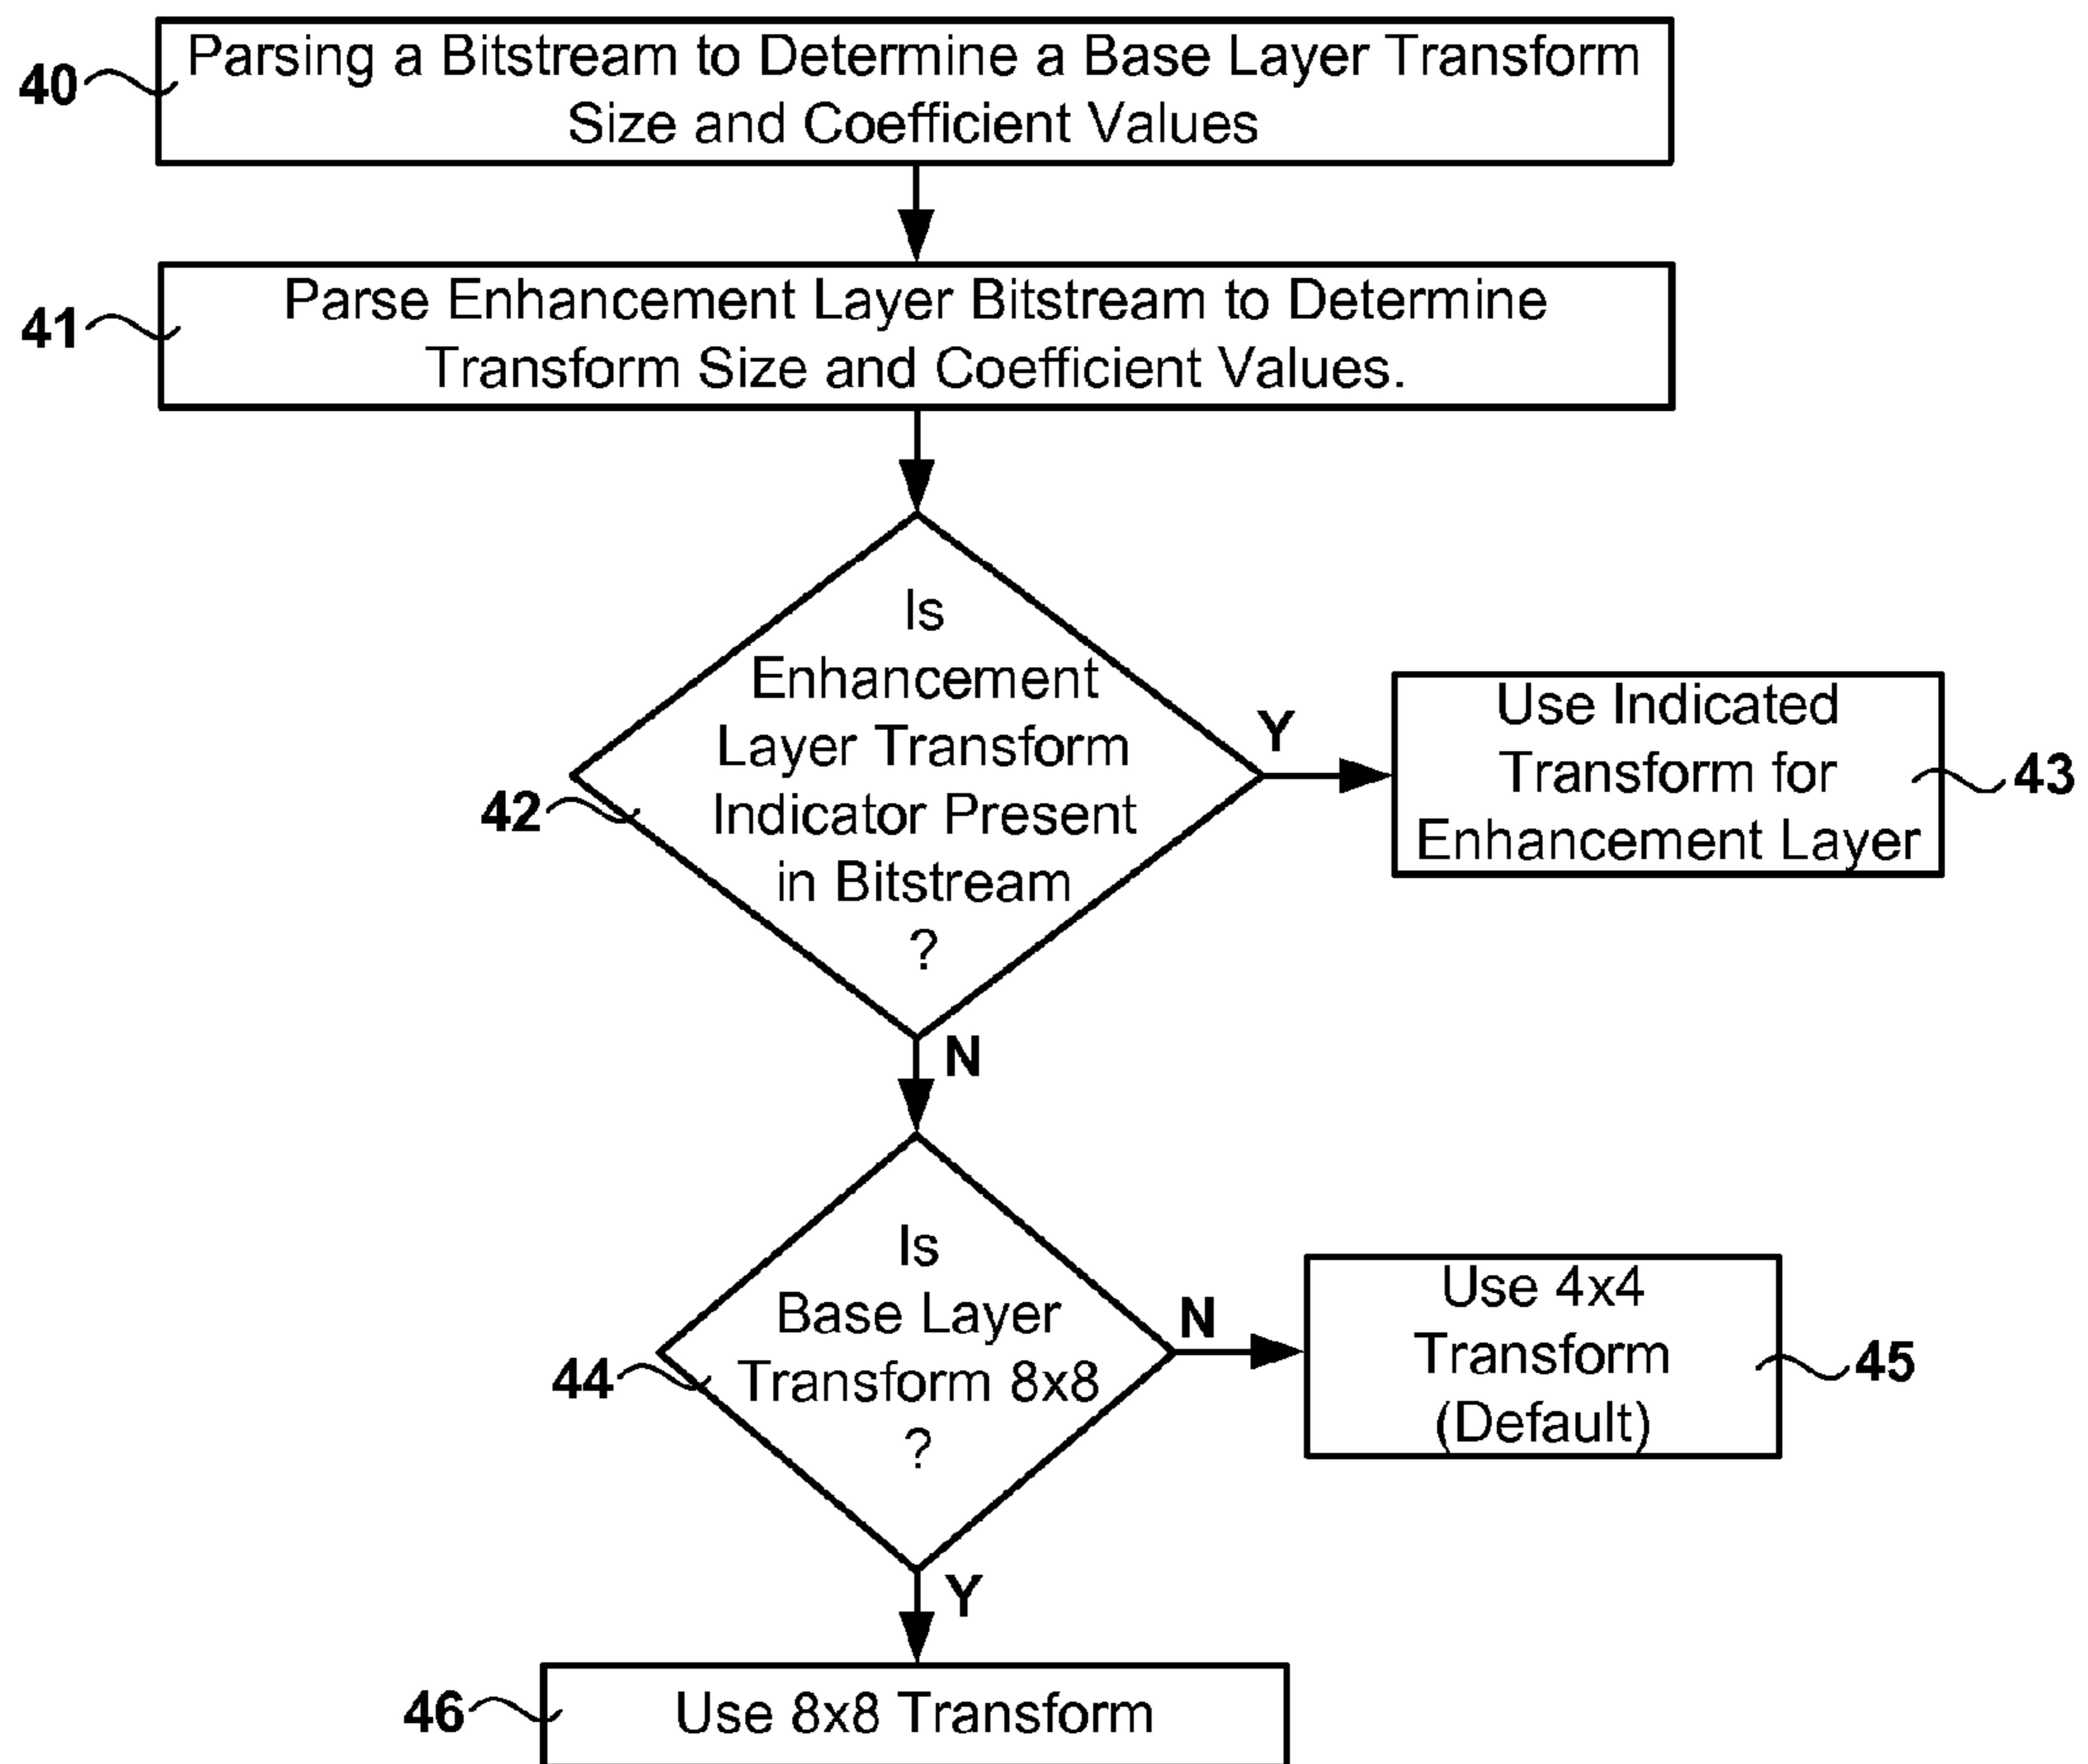 40
Parsing a Bitstream to Determine a Base Layer Transform
Size and Coefficient Values
41
Parse Enhancement Layer Bitstream to Determine
Transform Size and Coefficient Values.
Is
Enhancement
Layer Transform
Indicator Present
in Bitstream
?
42
Y
Use Indicated
Transform for
Enhancement Layer
43
N
Is
Base Layer
Transform 8x8
?
44
N
Use 4x4
Transform
(Default)
45
Y
46
Use 8x8 Transform